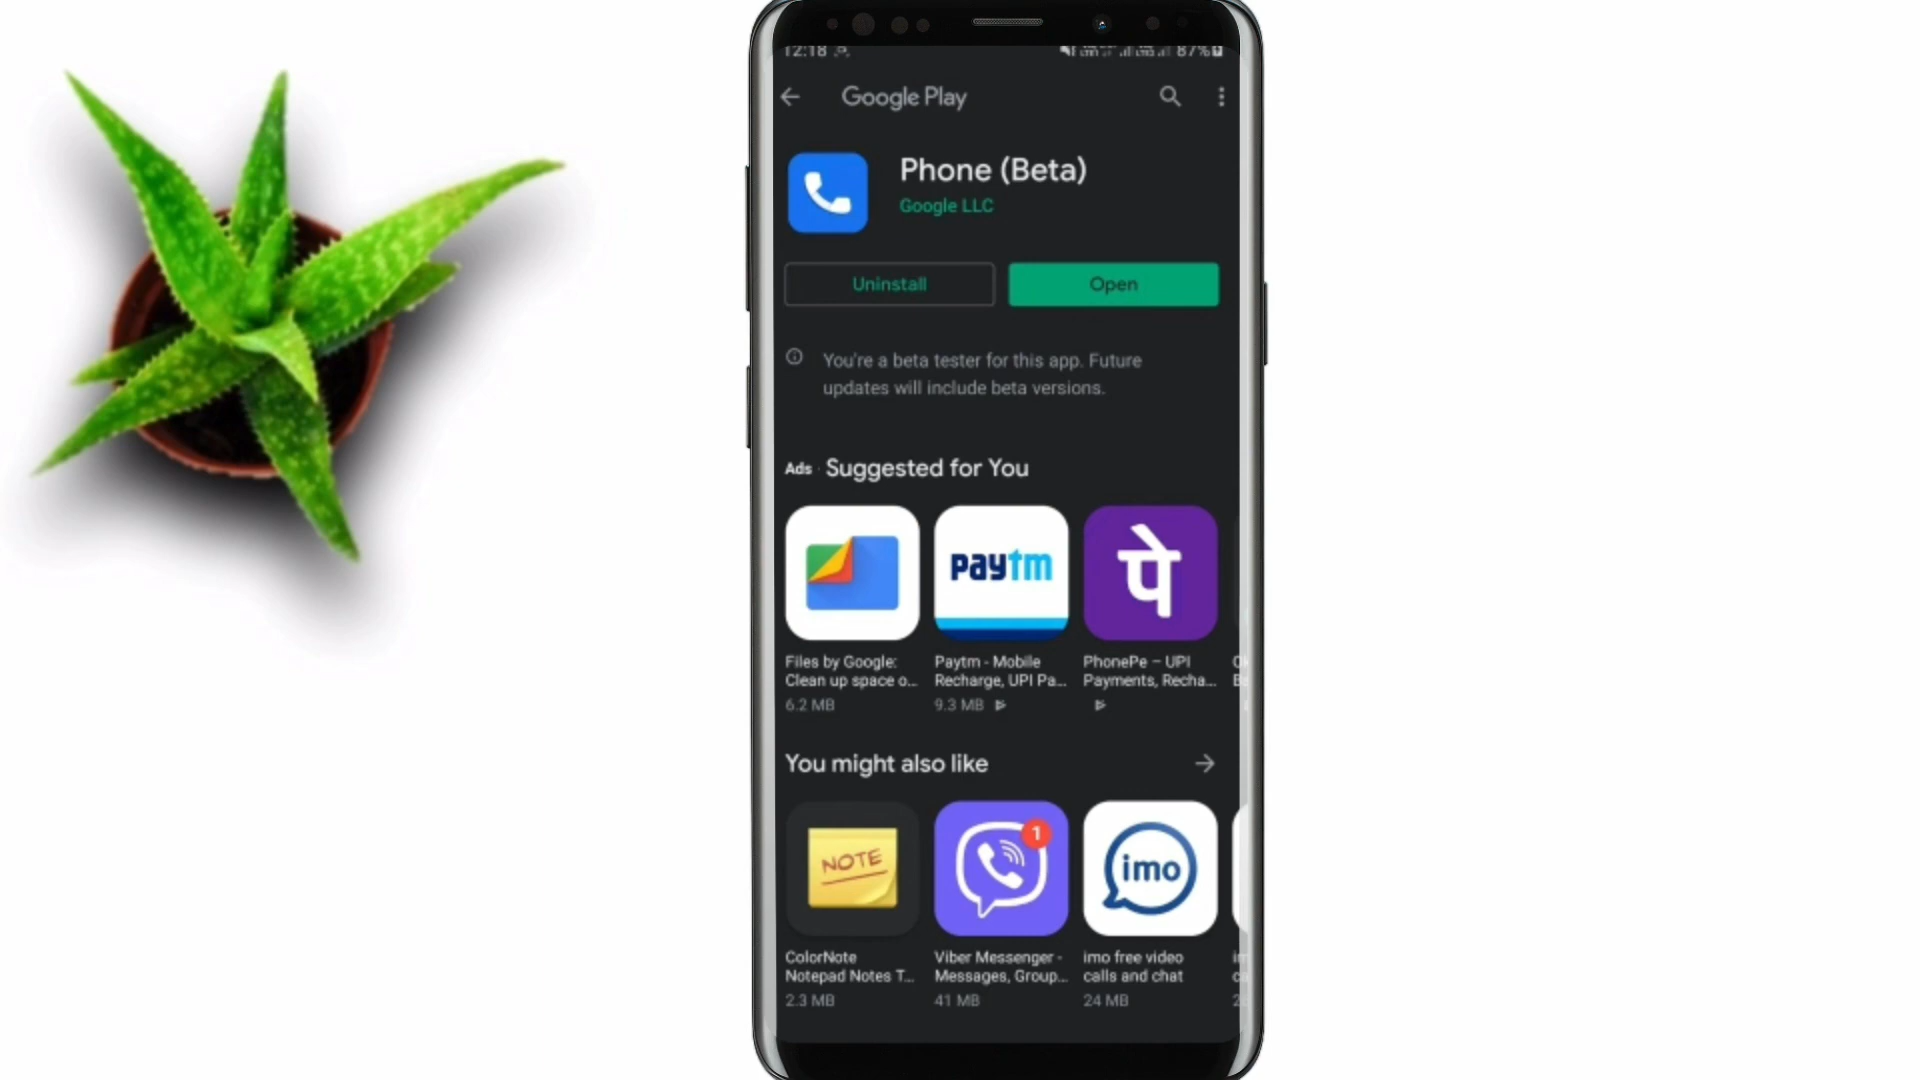 12:18
87%
Google Play
Phone (Beta)
Google LLC
Uninstall
Open
You're a beta tester for this app. Future
updates will include beta versions.
Ads · Suggested for You
paytm
पे
Files by Google:
Clean up space o...
6.2 MB
Paytm - Mobile
Recharge, UPI Pa...
9.3 MB
PhonePe – UPI
Payments, Recha...
You might also like
NOTE
1
imo
ColorNote
Notepad Notes T...
2.3 MB
Viber Messenger -
Messages, Group...
41 MB
imo free video
calls and chat
24 MB